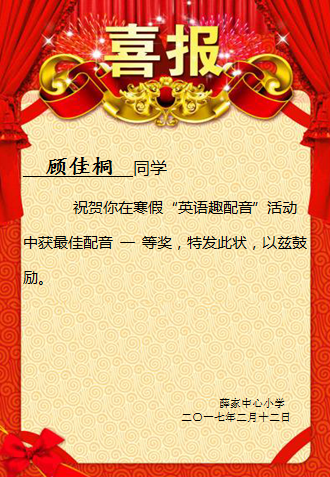 喜报
顾佳桐 同学
祝贺你在寒假“英语趣配音”活动
中获最佳配音 一 等奖，特发此状，以兹鼓
励。
薛家中心小学
二〇一七年二月十二日